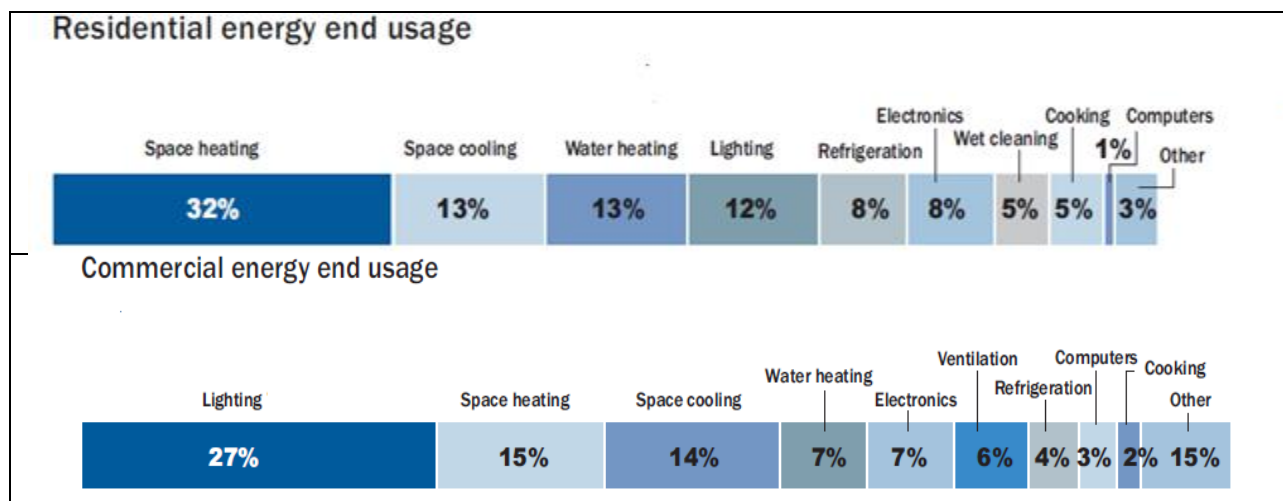 Residential energy end usage
Electronics Cooking Computers
Space heating Space cooling Water heating Lighting Refrigeration Wet cleaning 1% Other
32% 13% 13% 12% 8% 8% 5% 5% 3%
Commercial energy end usage
Ventilation Computers Cooking
Lighting Space heating Space cooling Water heating Electronics Refrigeration Other
27% 15% 14% 7% 7% 6% 4% 3% 2% 15%